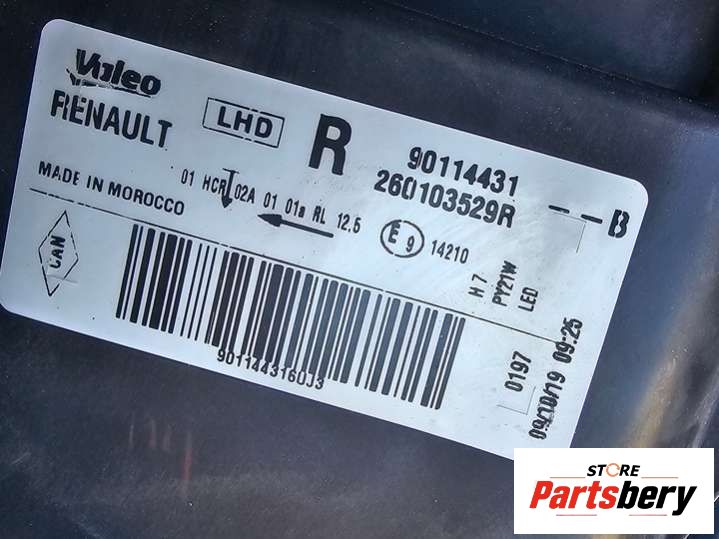 Valeo
RENAULT
LHD
R
90114431
260103529R
--B
MADE IN MOROCCO
01 HCR 02A 01 01a RL 12.5
E 9
14210
CAN
H7
PY21W
LED
9011443160J3
0197
09/10/19 09:25
STORE
Partsbery